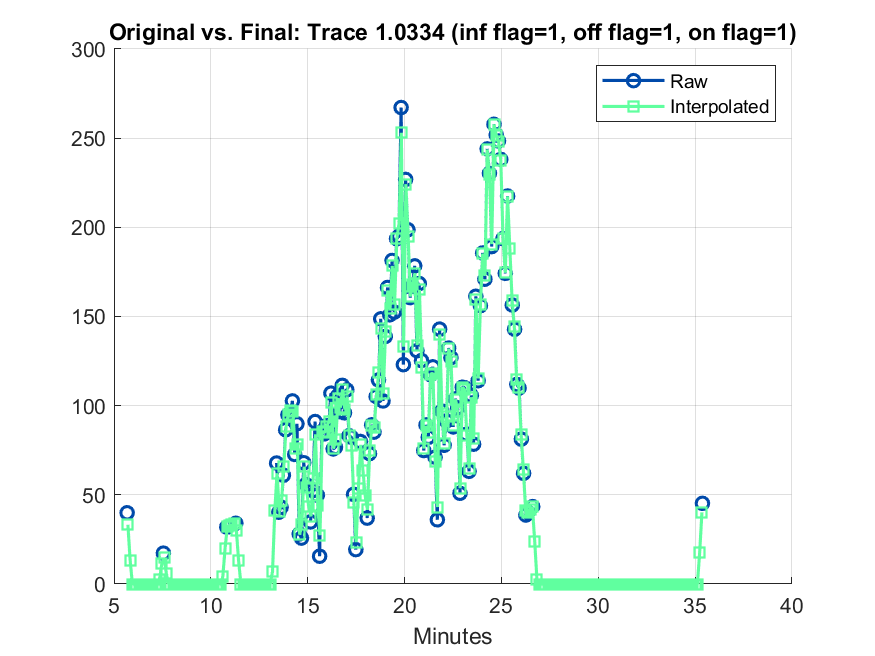 Original vs. Final: Trace 1.0334 (inf flag=1, off flag=1, on flag=1)
300
250
200
150
100
50
0
Raw
Interpolated
5 10 15 20 25 30 35 40
Minutes